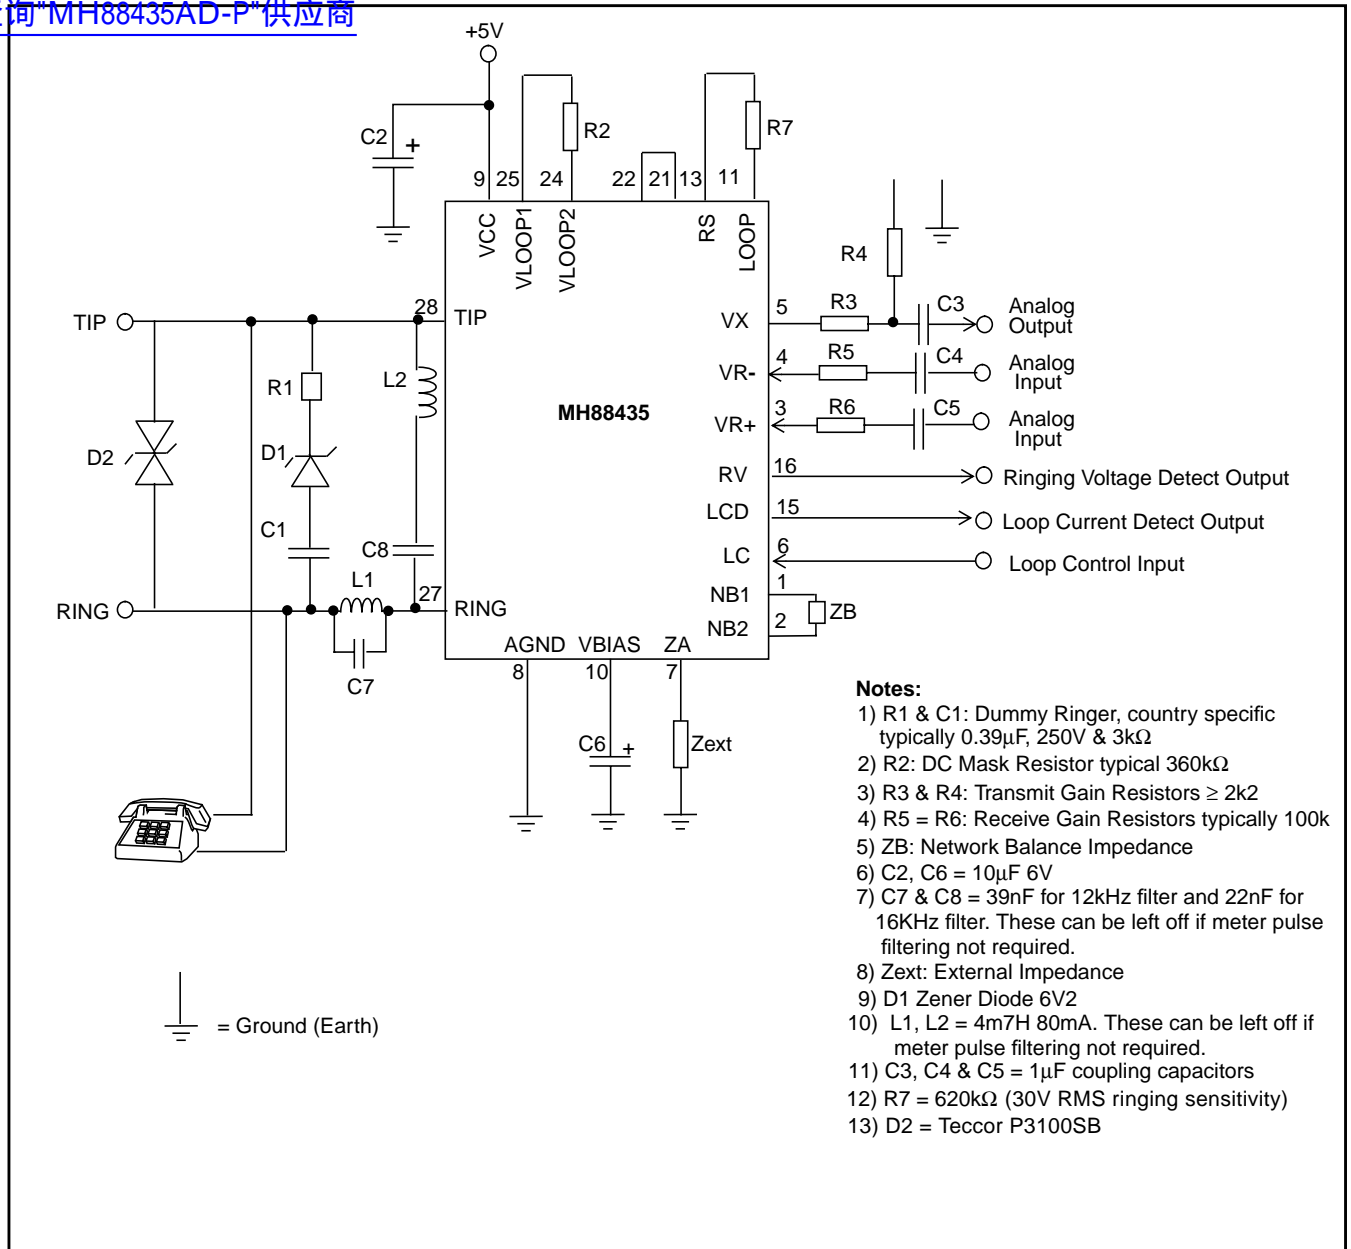 询"MH88435AD-P"供应商
+5V
C2
+
R2
R7
9
25
24
22
21
13
11
VCC
VLOOP1
VLOOP2
RS
LOOP
R4
TIP
28
TIP
R1
L2
D2
D1
C1
C8
L1
C7
RING
27
RING
MH88435
VX
5
R3
C3
Analog
Output
VR-
4
R5
C4
Analog
Input
VR+
3
R6
C5
Analog
Input
RV
16
Ringing Voltage Detect Output
LCD
15
Loop Current Detect Output
LC
6
Loop Control Input
NB1
1
ZB
NB2
2
AGND
VBIAS
ZA
8
10
7
C6
+
Zext
= Ground (Earth)
Notes:
1) R1 & C1: Dummy Ringer, country specific
typically 0.39µF, 250V & 3kΩ
2) R2: DC Mask Resistor typical 360kΩ
3) R3 & R4: Transmit Gain Resistors ≥ 2k2
4) R5 = R6: Receive Gain Resistors typically 100k
5) ZB: Network Balance Impedance
6) C2, C6 = 10µF 6V
7) C7 & C8 = 39nF for 12kHz filter and 22nF for
16KHz filter. These can be left off if meter pulse
filtering not required.
8) Zext: External Impedance
9) D1 Zener Diode 6V2
10) L1, L2 = 4m7H 80mA. These can be left off if
meter pulse filtering not required.
11) C3, C4 & C5 = 1µF coupling capacitors
12) R7 = 620kΩ (30V RMS ringing sensitivity)
13) D2 = Teccor P3100SB